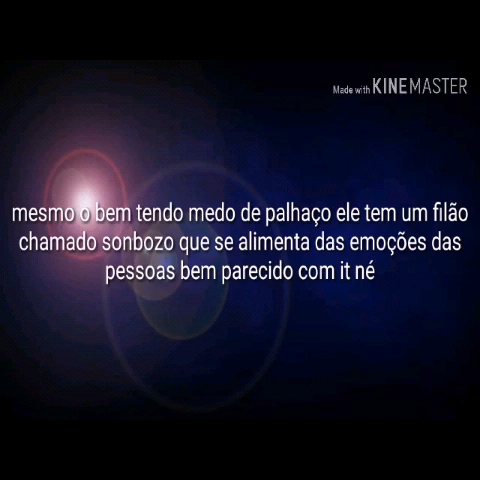 Made with KINEMASTER
mesmo o bem tendo medo de palhaço ele tem um filão
chamado sonbozo que se alimenta das emoções das
pessoas bem parecido com it né